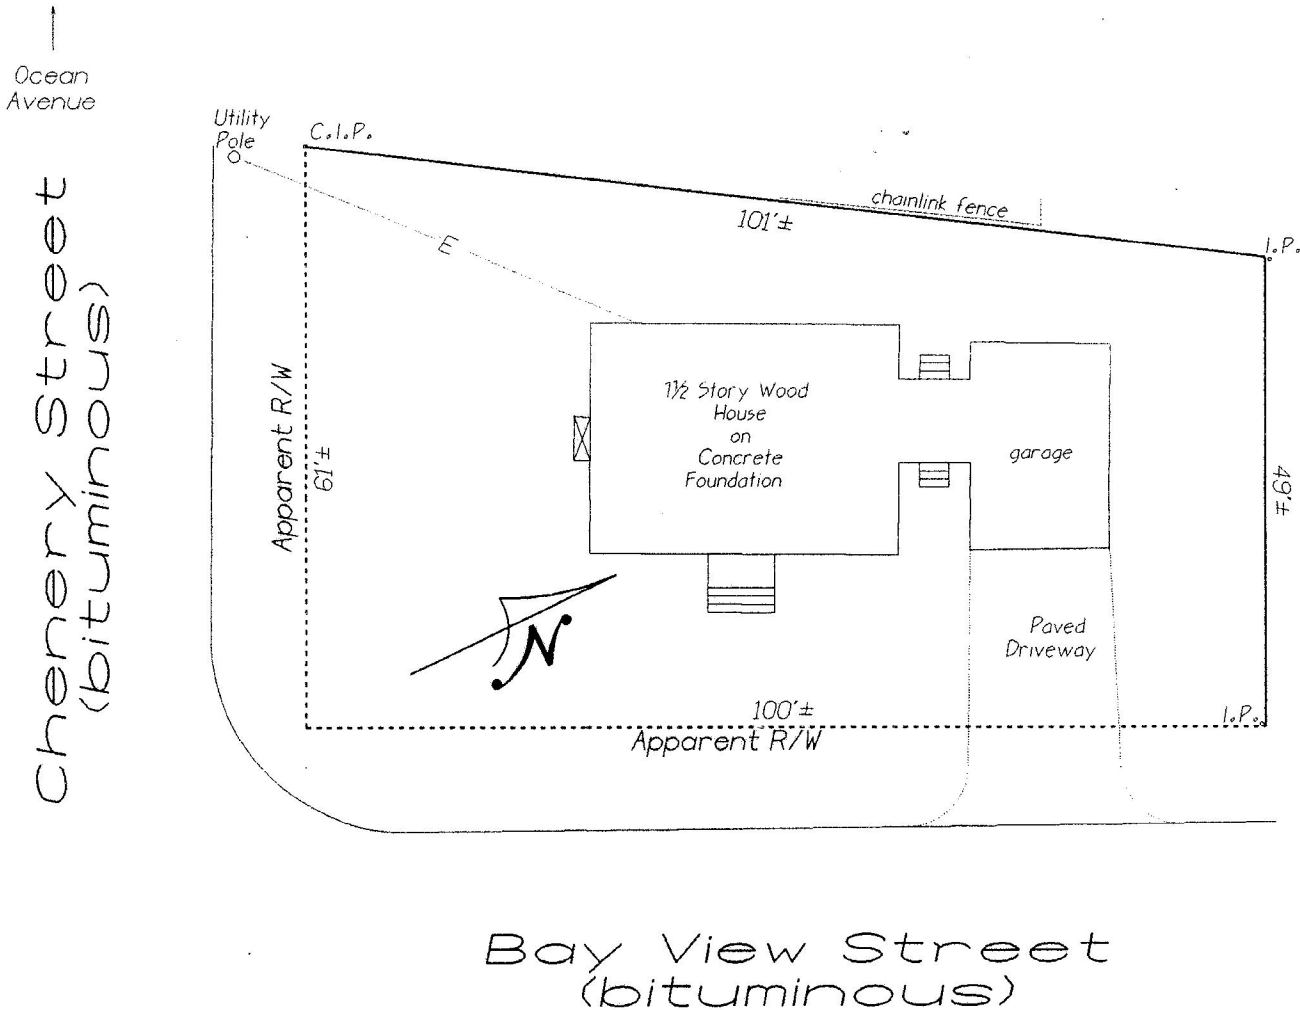 Ocean
Avenue
Utility
Pole
C.I.P.
chainlink fence
101'±
I.P.
E
Chenery Street
(bituminous)
Apparent R/W
61'±
1½ Story Wood
House
on
Concrete
Foundation
garage
49'±
N
Paved
Driveway
100'±
I.P.
Apparent R/W
Bay View Street
(bituminous)